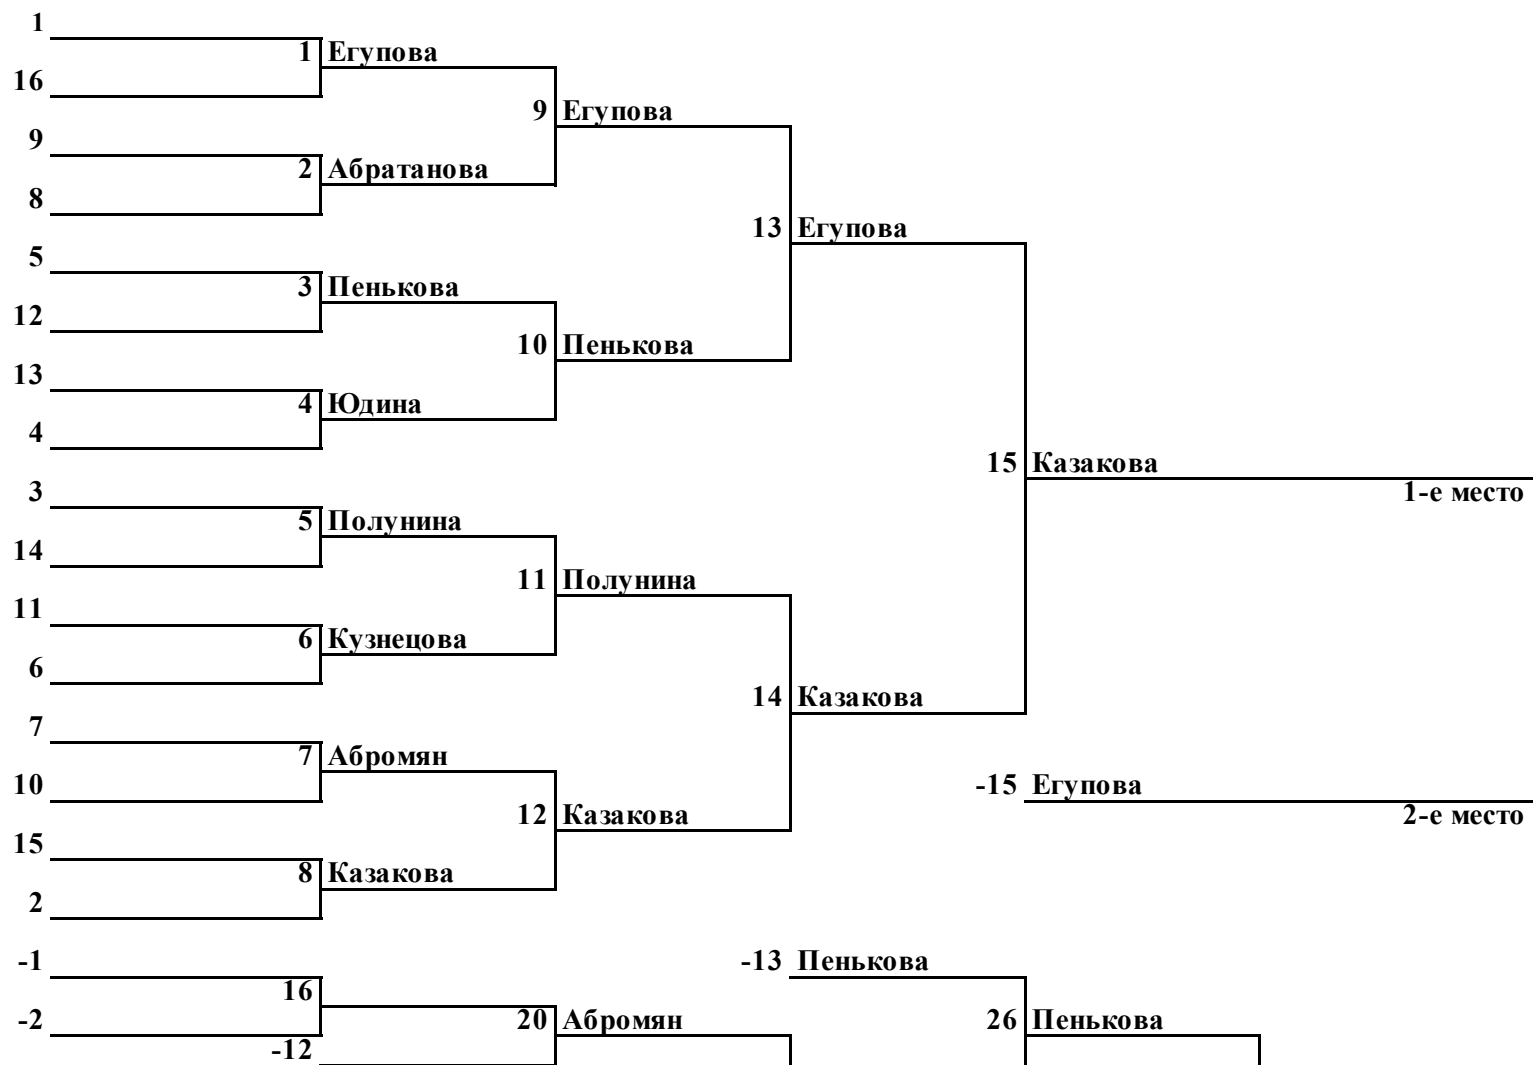 1
1 Егупова
16
9 Егупова
9
2 Абратанова
8
13 Егупова
5
3 Пенькова
12
10 Пенькова
13
4 Юдина
4
15 Казакова
3
1-е место
5 Полунина
14
11 Полунина
11
6 Кузнецова
6
14 Казакова
7
7 Абромян
10
-15 Егупова
12 Казакова
2-е место
15
8 Казакова
2
-1
-13 Пенькова
16
-2
20 Абромян
26 Пенькова
-12